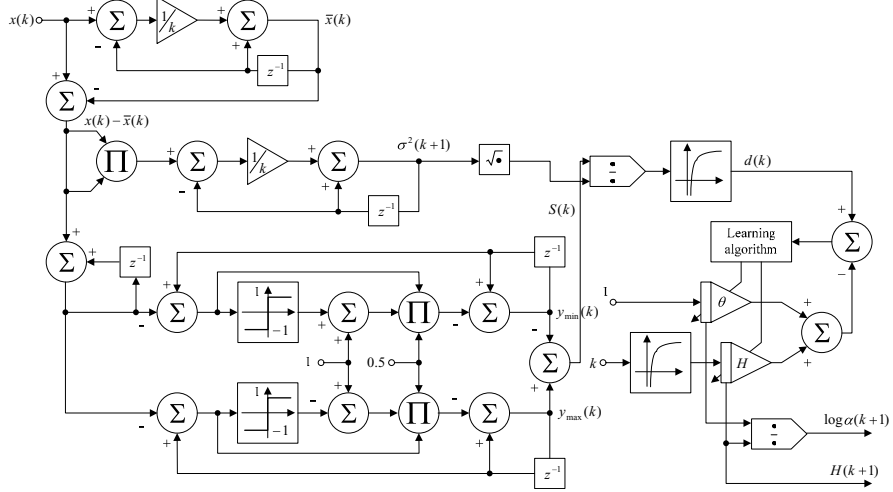 x(k) + Σ 1/k + Σ x̄(k)
- + z⁻¹
+ Σ -
x(k) − x̄(k)
∏ + Σ 1/k + Σ σ²(k+1) √• ÷ d(k)
- + z⁻¹
S(k)
+ Σ + z⁻¹
z⁻¹
+ Σ −
Learning algorithm
+ + +
- Σ 1 −1 + Σ ∏ - Σ y_min(k)
1 θ +
1 + 0.5 + - Σ + k H + Σ
1 −1
- Σ - Σ ∏ - Σ y_max(k)
+ + z⁻¹
÷ log α(k+1)
H(k+1)